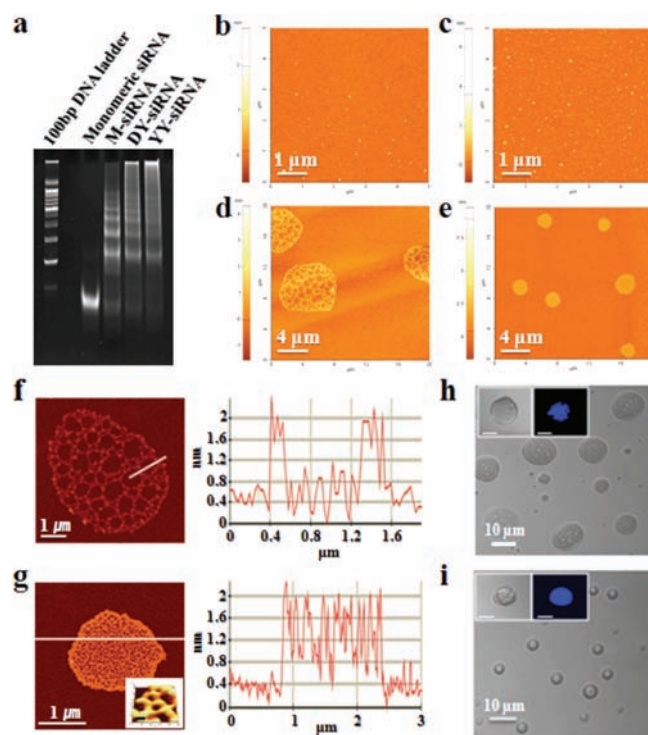 a
100bp DNA ladder
Monomeric siRNA
M-siRNA
DY-siRNA
YY-siRNA
b
1 μm
c
1 μm
d
4 μm
e
4 μm
f
1 μm
nm
2
1.6
1.2
0.8
0.4
0
0 0.4 0.8 1.2 1.6
μm
h
10 μm
g
1 μm
nm
2
1.6
1.2
0.8
0.4
0
0 1 2 3
μm
i
10 μm